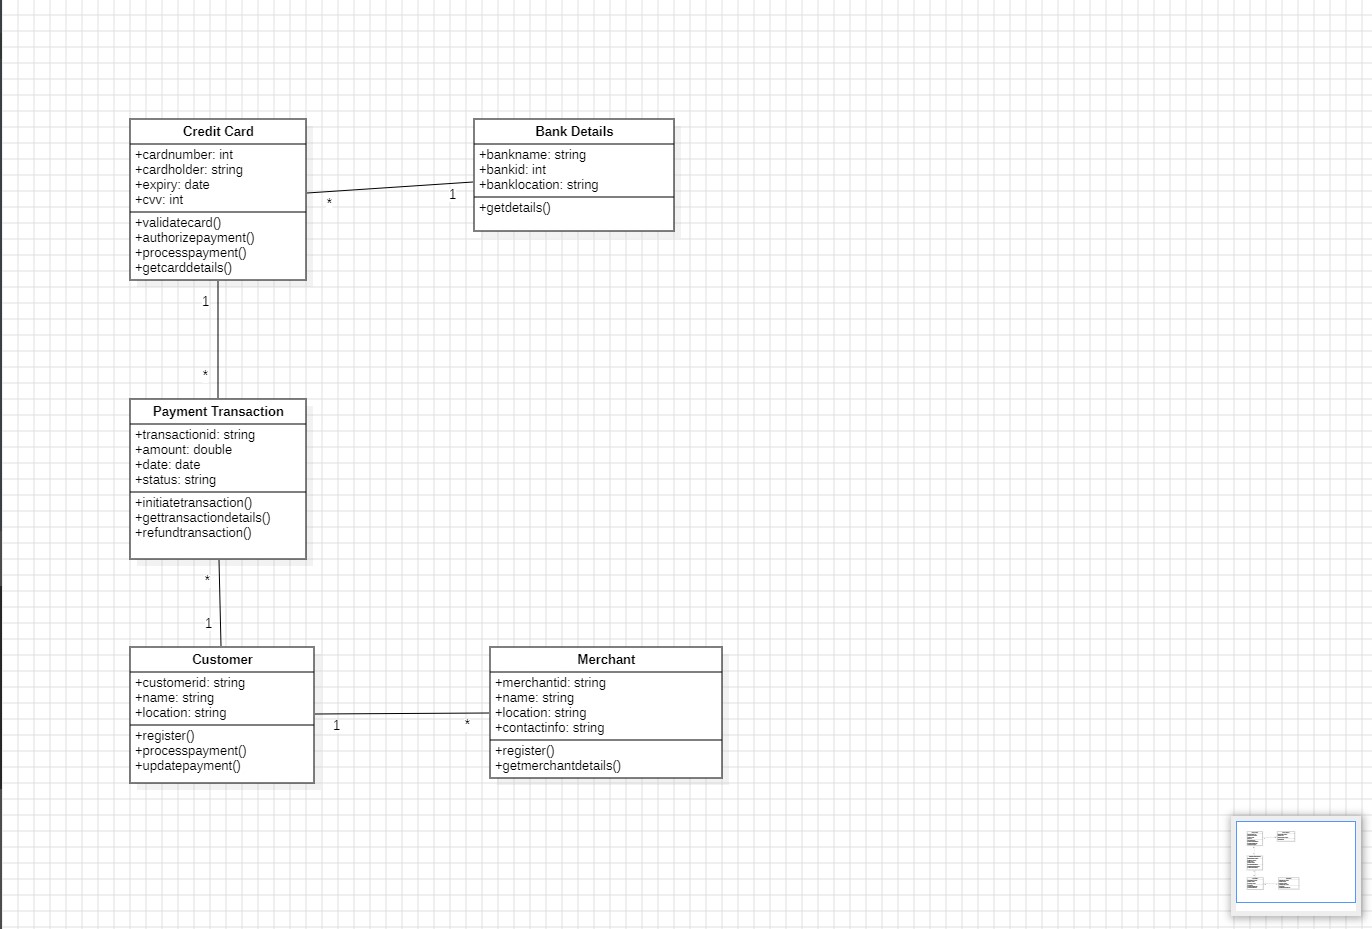 Credit Card
+cardnumber: int
+cardholder: string
+expiry: date
+cvv: int
+validatecard()
+authorizepayment()
+processpayment()
+getcarddetails()
Bank Details
+bankname: string
+bankid: int
+banklocation: string
+getdetails()
*
1
1
*
Payment Transaction
+transactionid: string
+amount: double
+date: date
+status: string
+initiatetransaction()
+gettransactiondetails()
+refundtransaction()
*
1
Customer
+customerid: string
+name: string
+location: string
+register()
+processpayment()
+updatepayment()
1
*
Merchant
+merchantid: string
+name: string
+location: string
+contactinfo: string
+register()
+getmerchantdetails()